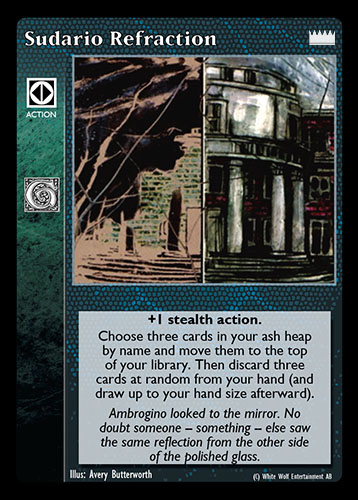 Sudario Refraction
ACTION
+1 stealth action.
Choose three cards in your ash heap
by name and move them to the top
of your library. Then discard three
cards at random from your hand (and
draw up to your hand size afterward).
Ambrogino looked to the mirror. No
doubt someone – something – else saw
the same reflection from the other side
of the polished glass.
Illus: Avery Butterworth
(C) White Wolf Entertainment AB